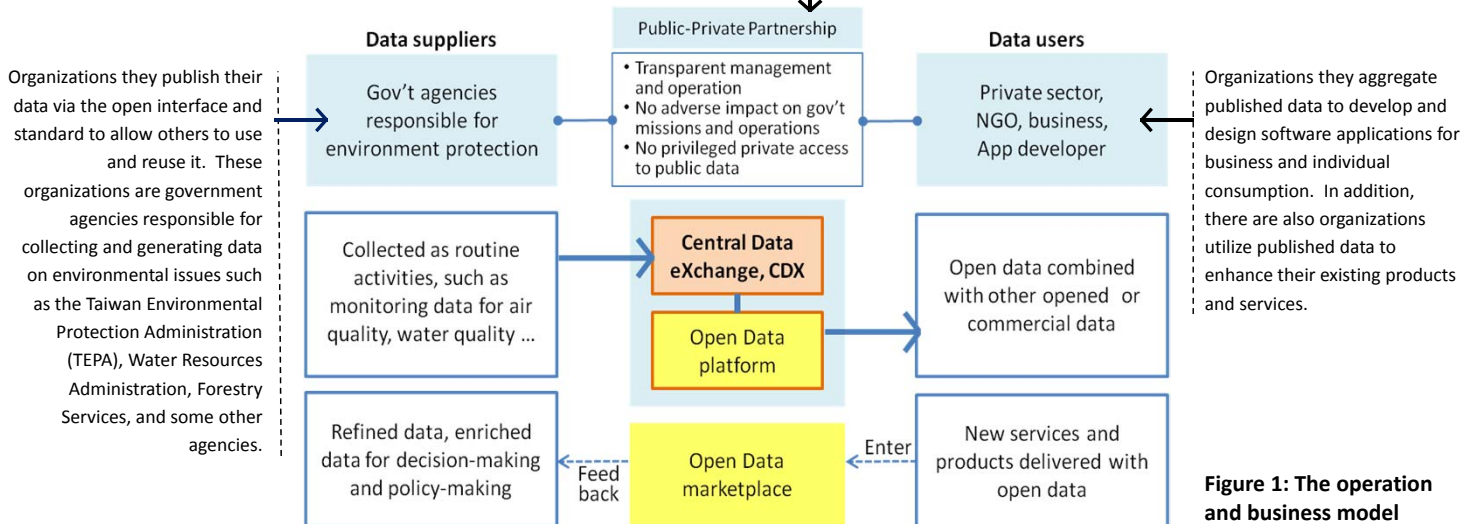 Data suppliers
Public-Private Partnership
Data users
Organizations they publish their
data via the open interface and
standard to allow others to use
and reuse it.  These
organizations are government
agencies responsible for
collecting and generating data
on environmental issues such
as the Taiwan Environmental
Protection Administration
(TEPA), Water Resources
Administration, Forestry
Services, and some other
agencies.
Gov't agencies
responsible for
environment protection
• Transparent management
and operation
• No adverse impact on gov't
missions and operations
• No privileged private access
to public data
Private sector,
NGO, business,
App developer
Organizations they aggregate
published data to develop and
design software applications for
business and individual
consumption.  In addition,
there are also organizations
utilize published data to
enhance their existing products
and services.
Collected as routine
activities, such as
monitoring data for air
quality, water quality ...
Central Data
eXchange, CDX
Open Data
platform
Open data combined
with other opened or
commercial data
Refined data, enriched
data for decision-making
and policy-making
Feed
back
Open Data
marketplace
Enter
New services and
products delivered with
open data
Figure 1: The operation
and business model